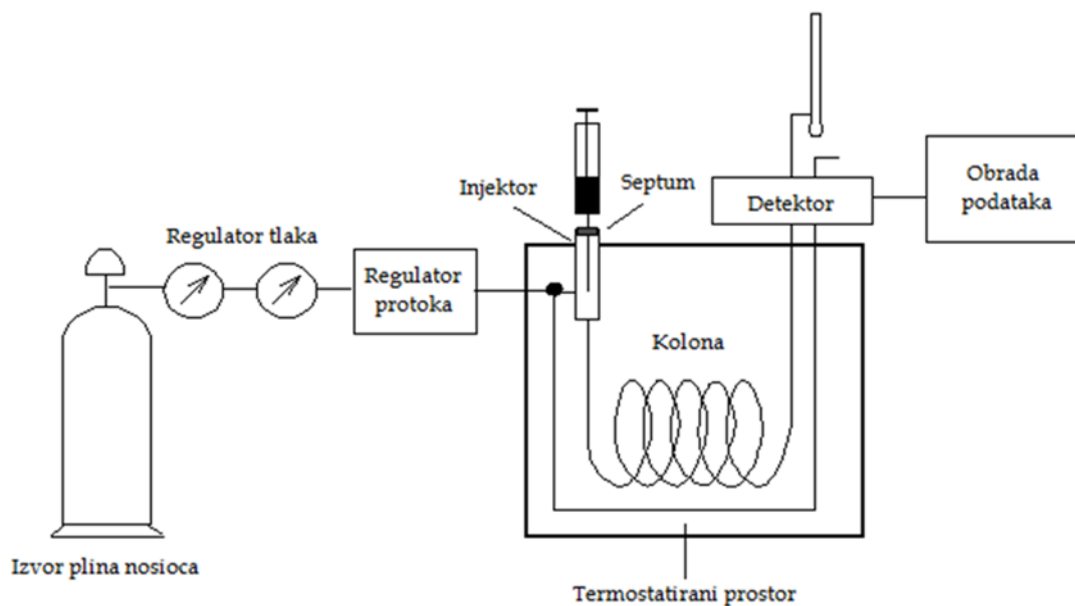 Injektor
Septum
Detektor
Obrada
podataka
Regulator tlaka
Regulator
protoka
Kolona
Izvor plina nosioca
Termostatirani prostor